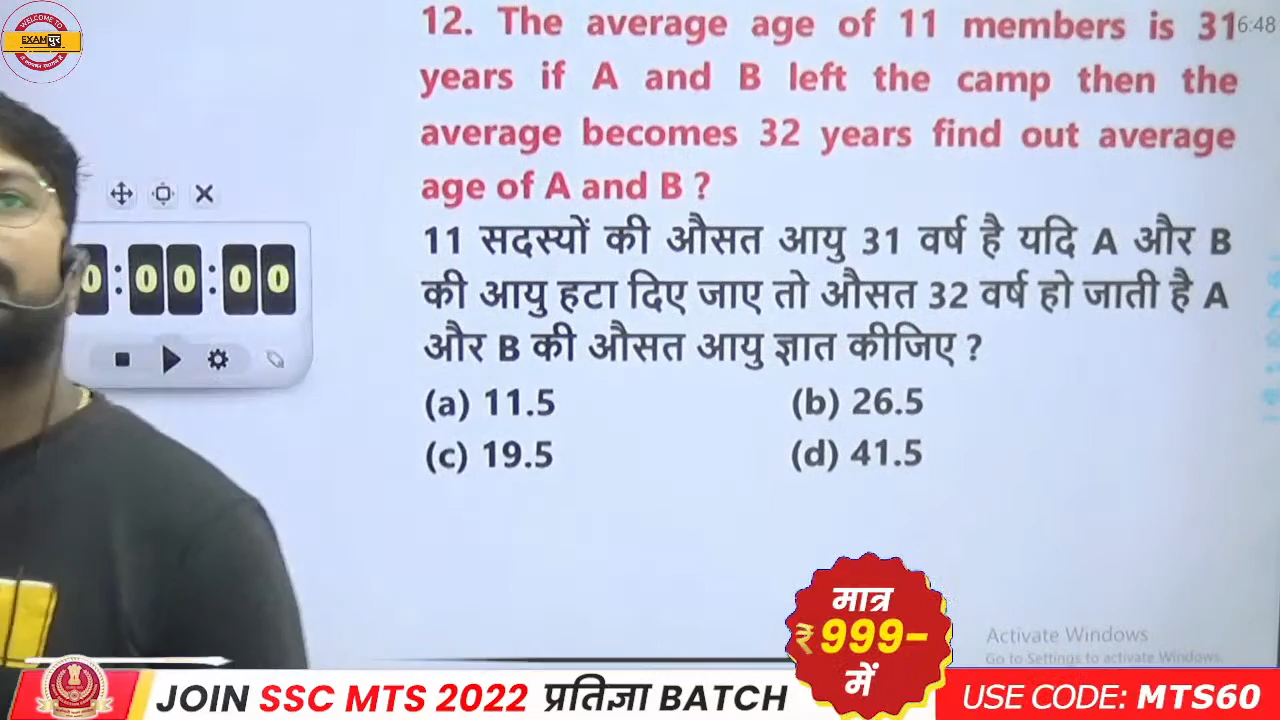 WELCOME TO
EXAMपुर
12. The average age of 11 members is 31
6:48
years if A and B left the camp then the
average becomes 32 years find out average
age of A and B ?
11 सदस्यों की औसत आयु 31 वर्ष है यदि A और B
की आयु हटा दिए जाए तो औसत 32 वर्ष हो जाती है A
और B की औसत आयु ज्ञात कीजिए ?
(a) 11.5 (b) 26.5
(c) 19.5 (d) 41.5
0:00:00
मात्र
₹999-
में
Activate Windows
Go to Settings to activate Windows.
JOIN SSC MTS 2022 प्रतिज्ञा BATCH
USE CODE: MTS60